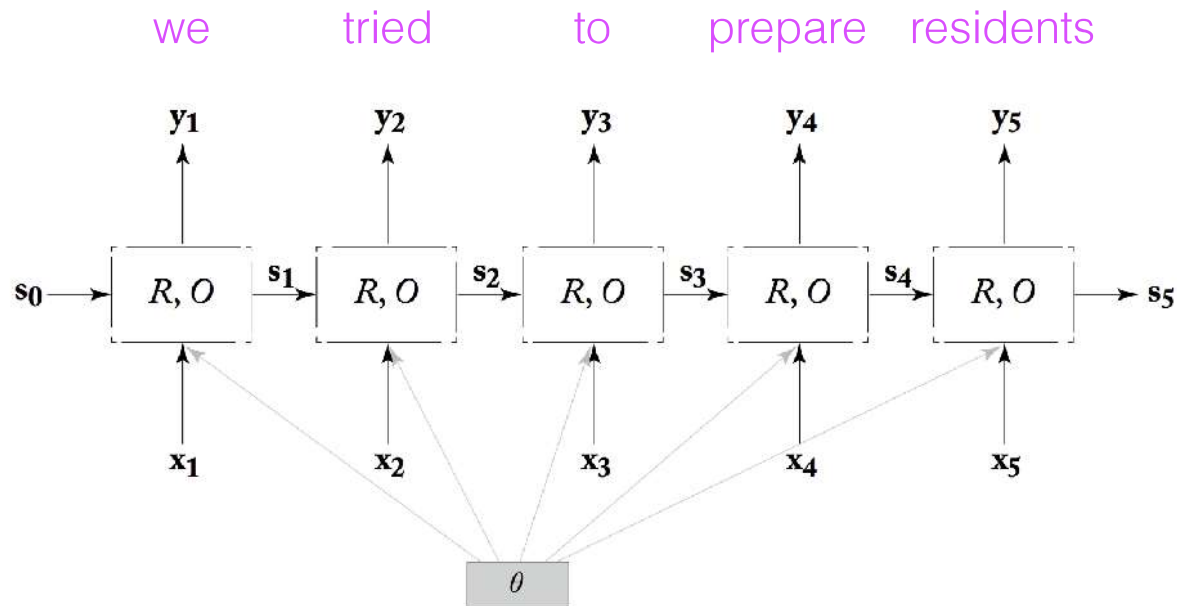 we tried to prepare residents
y1 y2 y3 y4 y5
s0 R, O s1 R, O s2 R, O s3 R, O s4 R, O s5
x1 x2 x3 x4 x5
θ